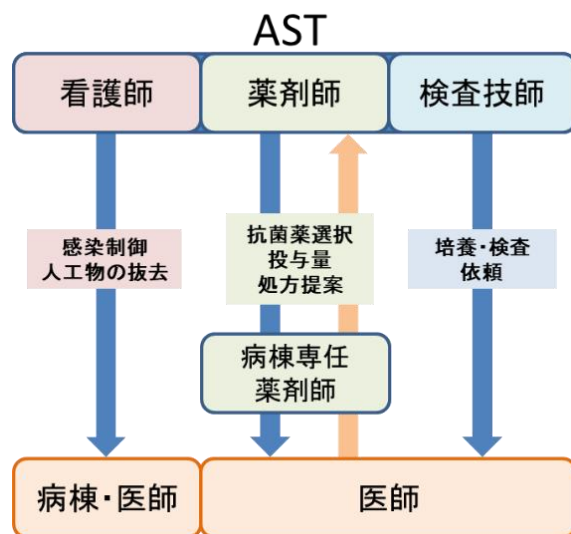 AST
看護師
薬剤師
検査技師
感染制御
人工物の抜去
抗菌薬選択
投与量
処方提案
培養・検査
依頼
病棟専任
薬剤師
病棟・医師
医師